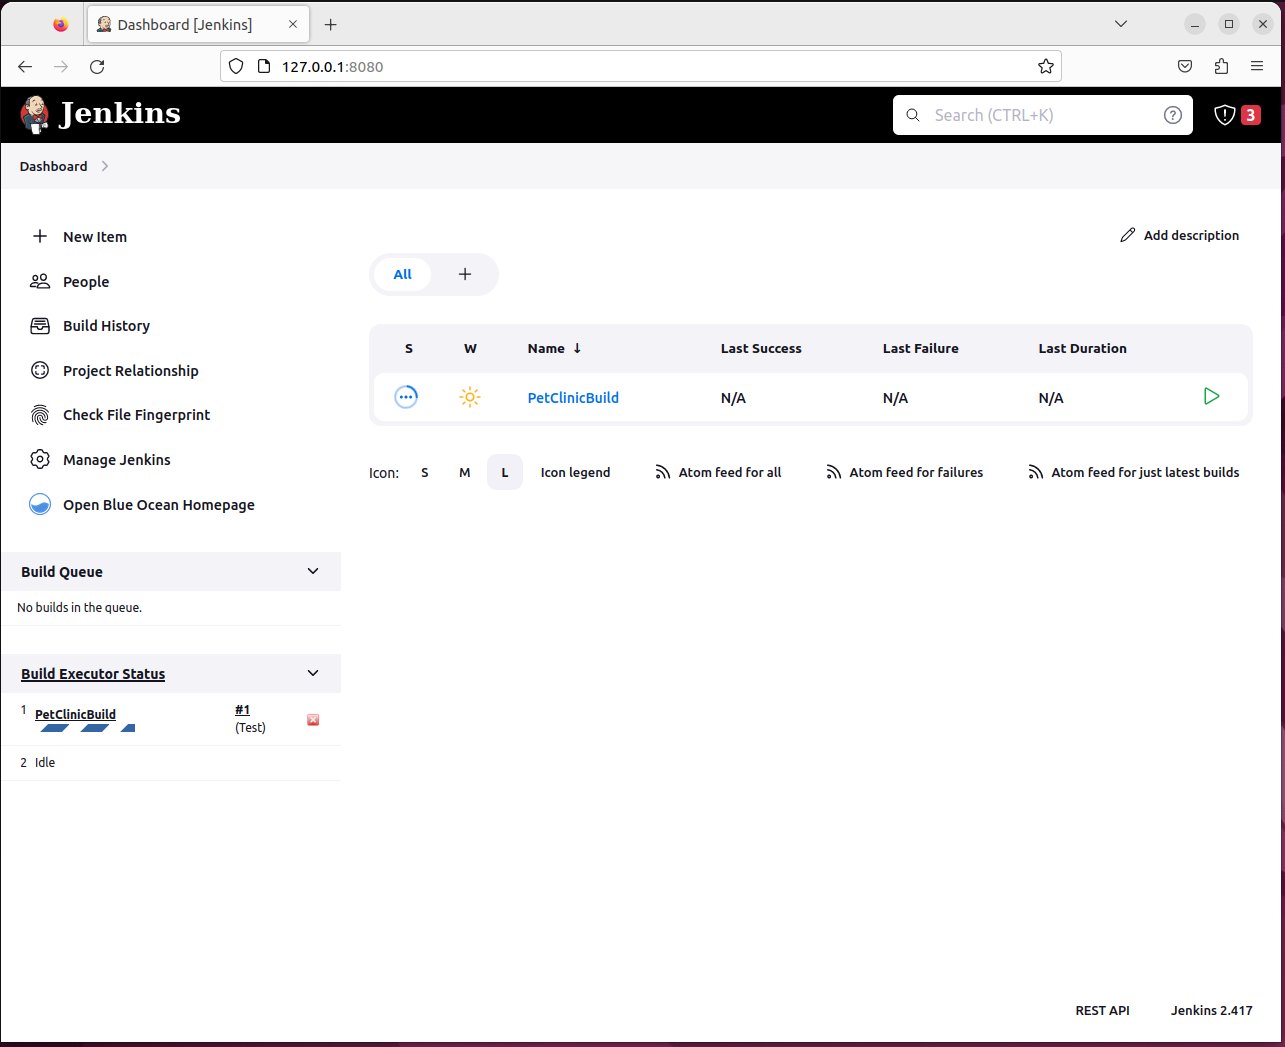 Dashboard [Jenkins]
127.0.0.1:8080
Jenkins
Search (CTRL+K)
3
Dashboard
New Item
People
Build History
Project Relationship
Check File Fingerprint
Manage Jenkins
Open Blue Ocean Homepage
Build Queue
No builds in the queue.
Build Executor Status
1 PetClinicBuild #1
(Test)
2 Idle
Add description
All
S W Name ↓ Last Success Last Failure Last Duration
PetClinicBuild N/A N/A N/A
Icon: S M L Icon legend Atom feed for all Atom feed for failures Atom feed for just latest builds
REST API Jenkins 2.417